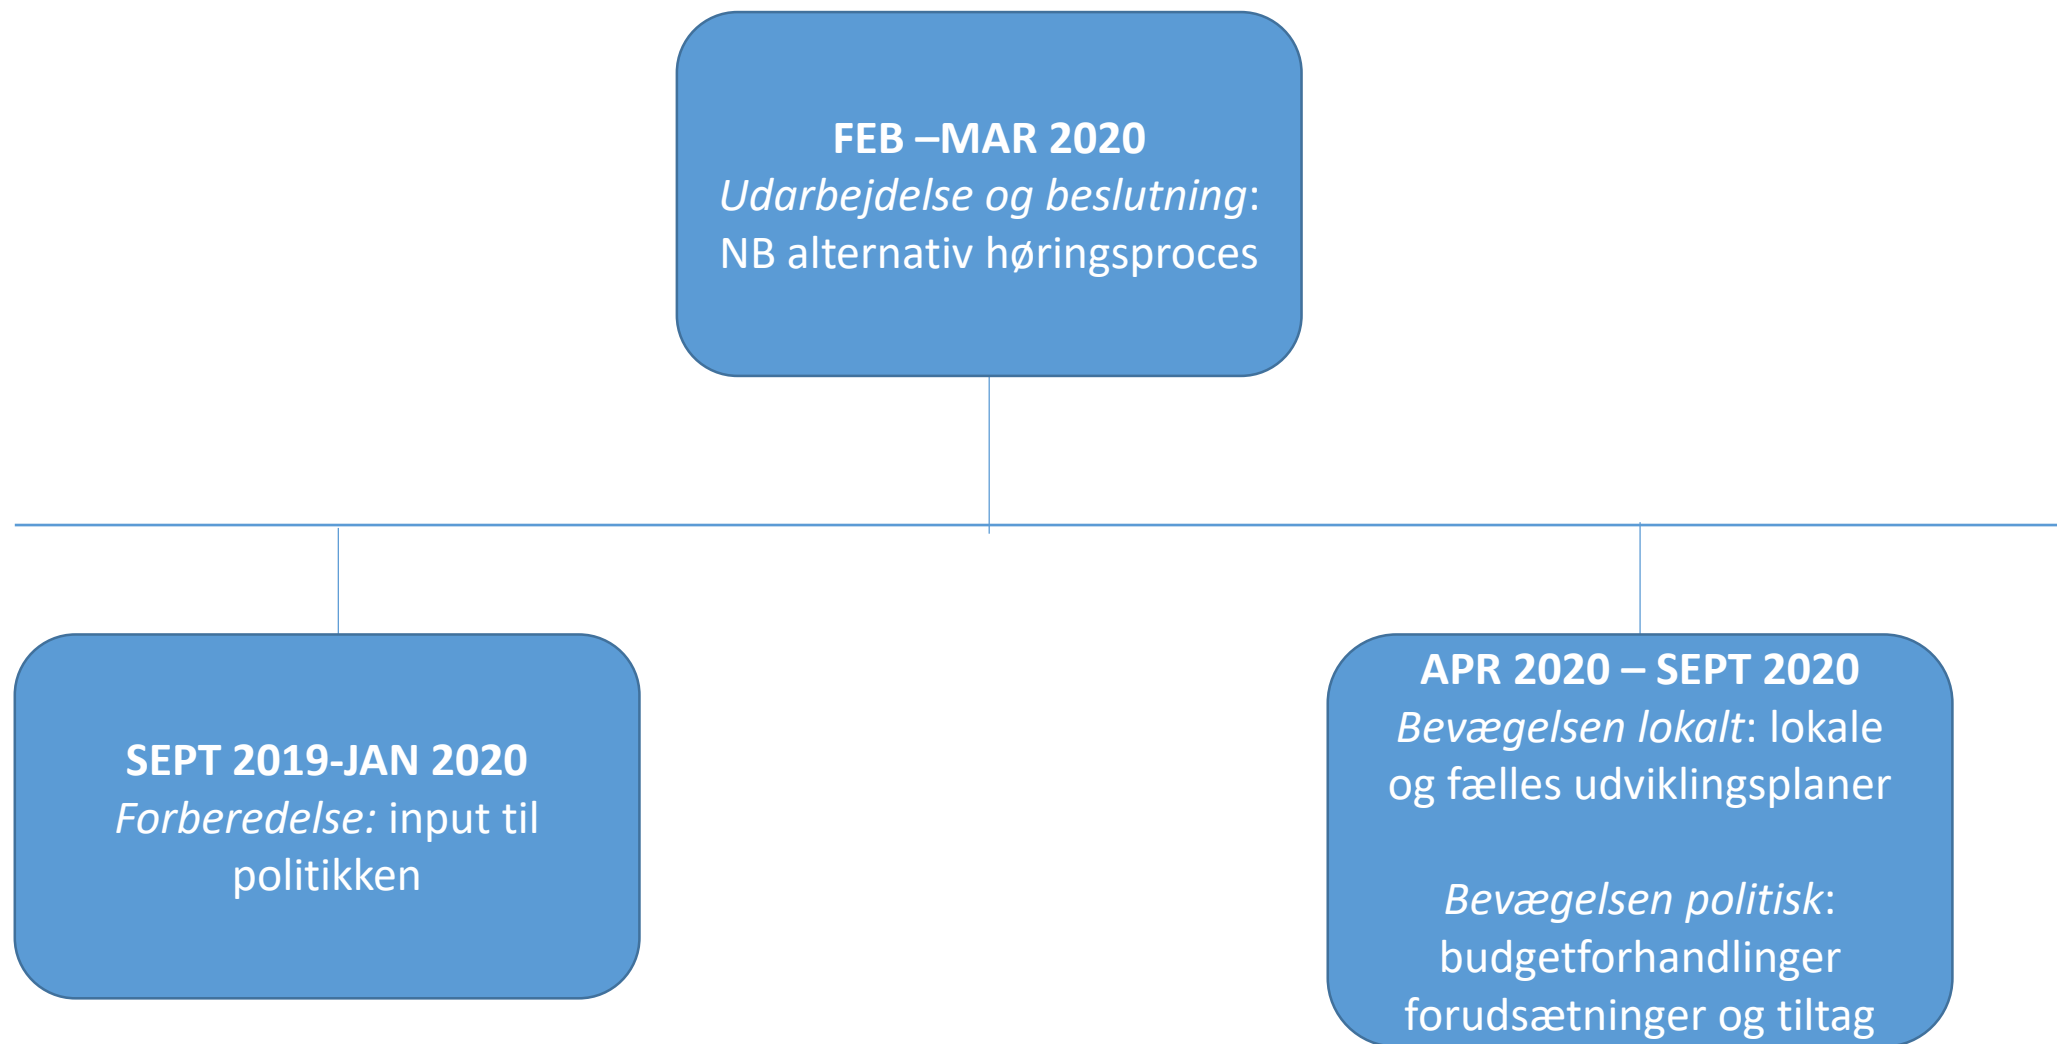 FEB –MAR 2020
Udarbejdelse og beslutning:
NB alternativ høringsproces
SEPT 2019-JAN 2020
Forberedelse: input til
politikken
APR 2020 – SEPT 2020
Bevægelsen lokalt: lokale
og fælles udviklingsplaner
Bevægelsen politisk:
budgetforhandlinger
forudsætninger og tiltag